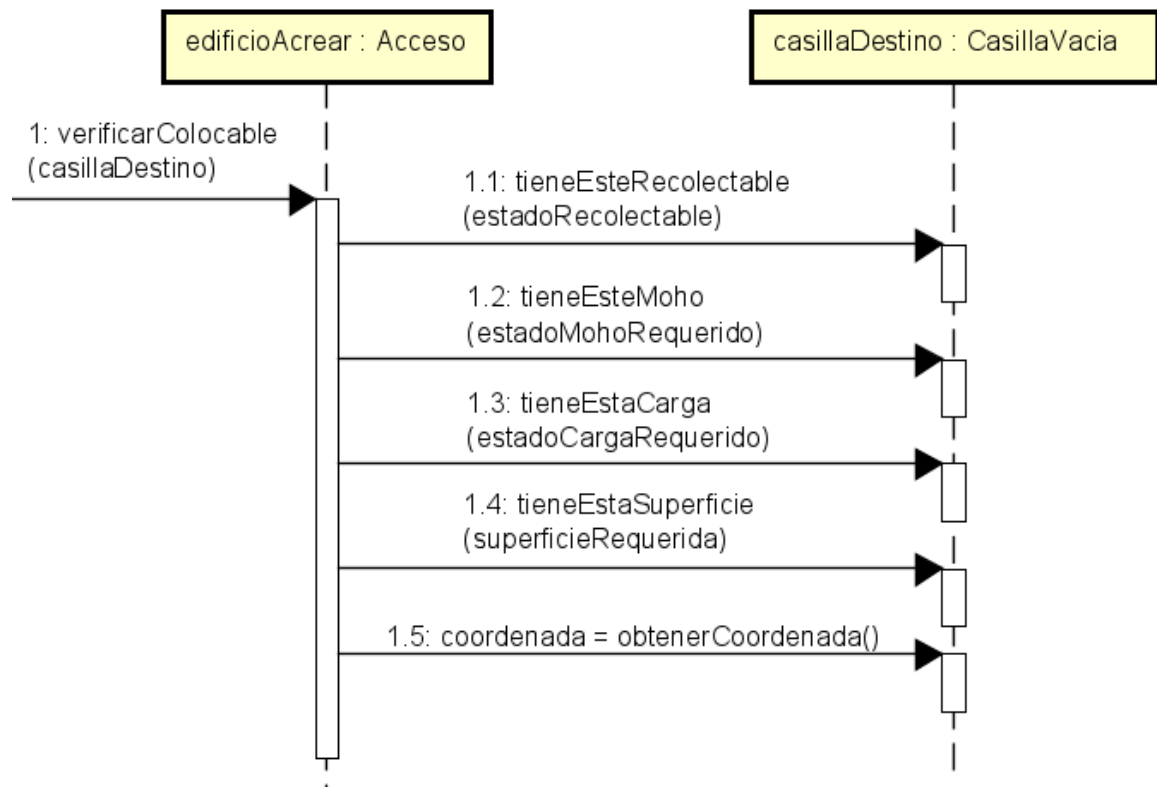 edificioAcrear : Acceso
casillaDestino : CasillaVacia
1: verificarColocable
(casillaDestino)
1.1: tieneEsteRecolectable
(estadoRecolectable)
1.2: tieneEsteMoho
(estadoMohoRequerido)
1.3: tieneEstaCarga
(estadoCargaRequerido)
1.4: tieneEstaSuperficie
(superficieRequerida)
1.5: coordenada = obtenerCoordenada()